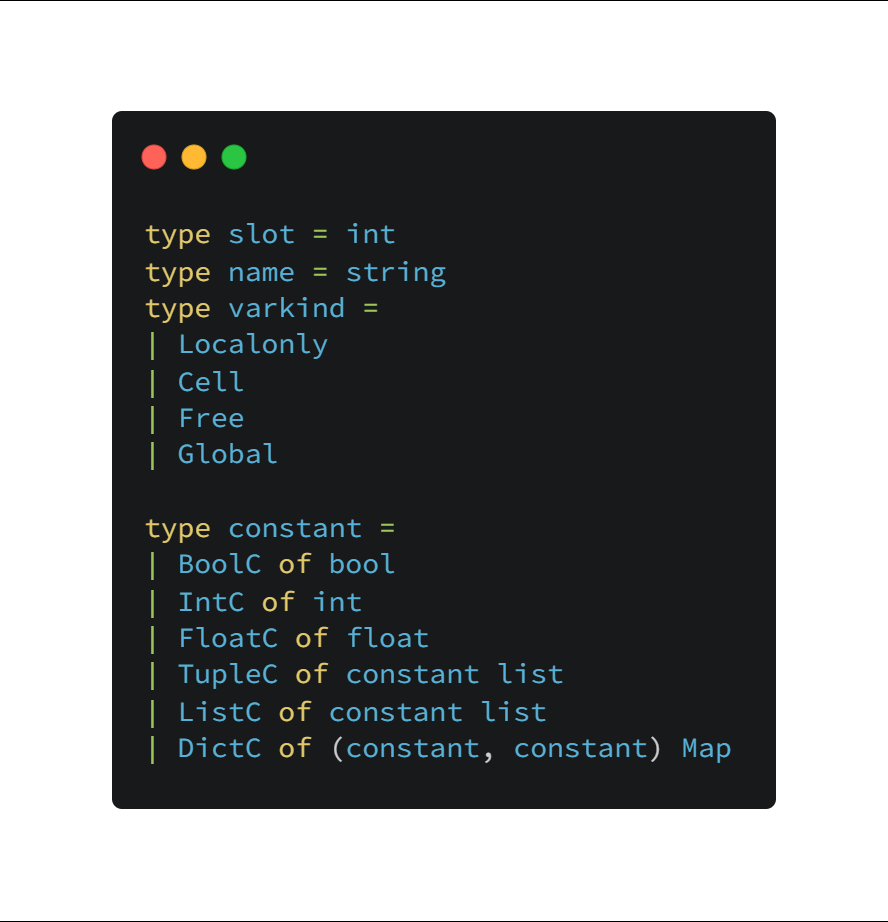 type slot = int
type name = string
type varkind =
| Localonly
| Cell
| Free
| Global
type constant =
| BoolC of bool
| IntC of int
| FloatC of float
| TupleC of constant list
| ListC of constant list
| DictC of (constant, constant) Map